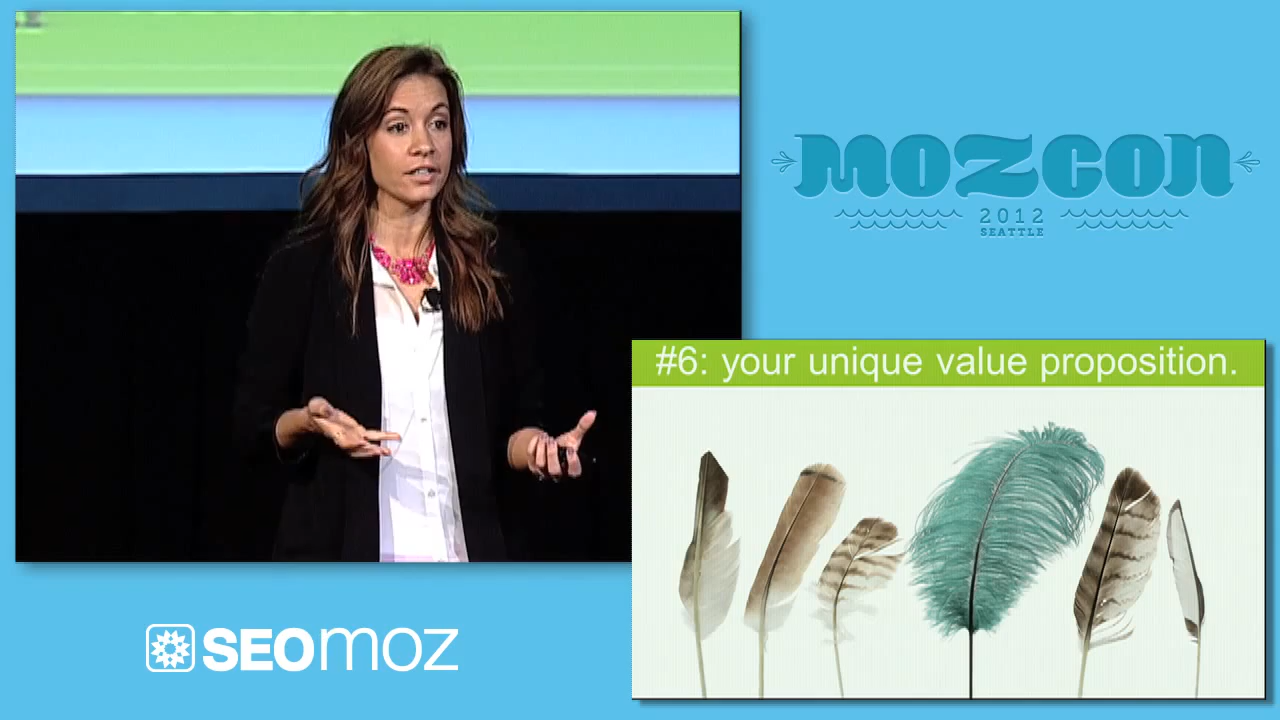 MOZCON
2012
SEATTLE
#6: your unique value proposition.
SEOmoz